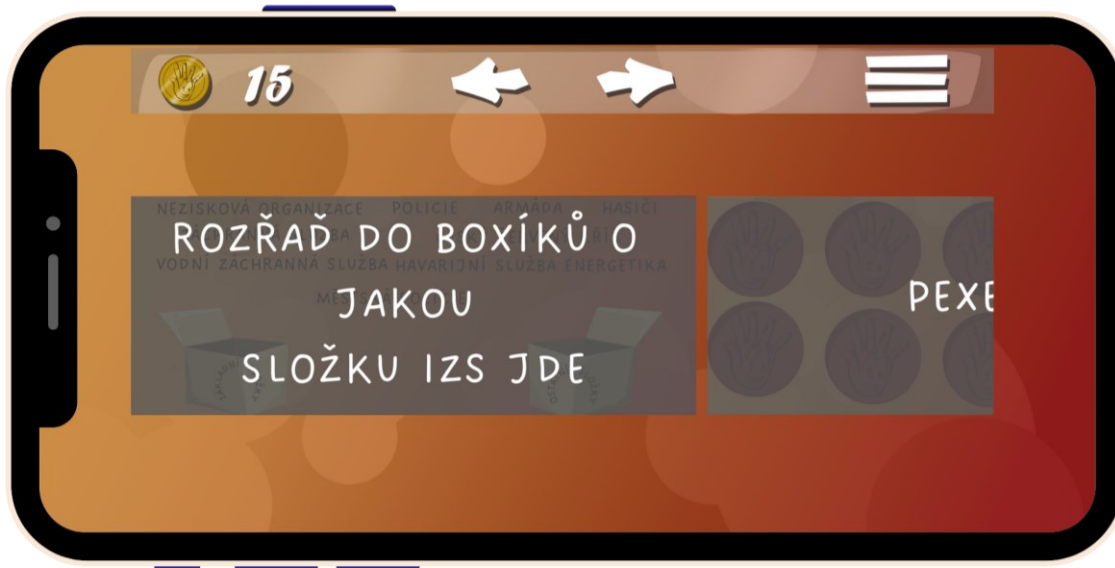 15
NEZISKOVÁ ORGANIZACE POLICIE ARMÁDA HASIČI
ROZŘAĎ DO BOXÍKŮ O
VODNÍ ZÁCHRANNÁ SLUŽBA HAVARIJNÍ SLUŽBA ENERGETIKA
JAKOU
SLOŽKU IZS JDE
PEXE